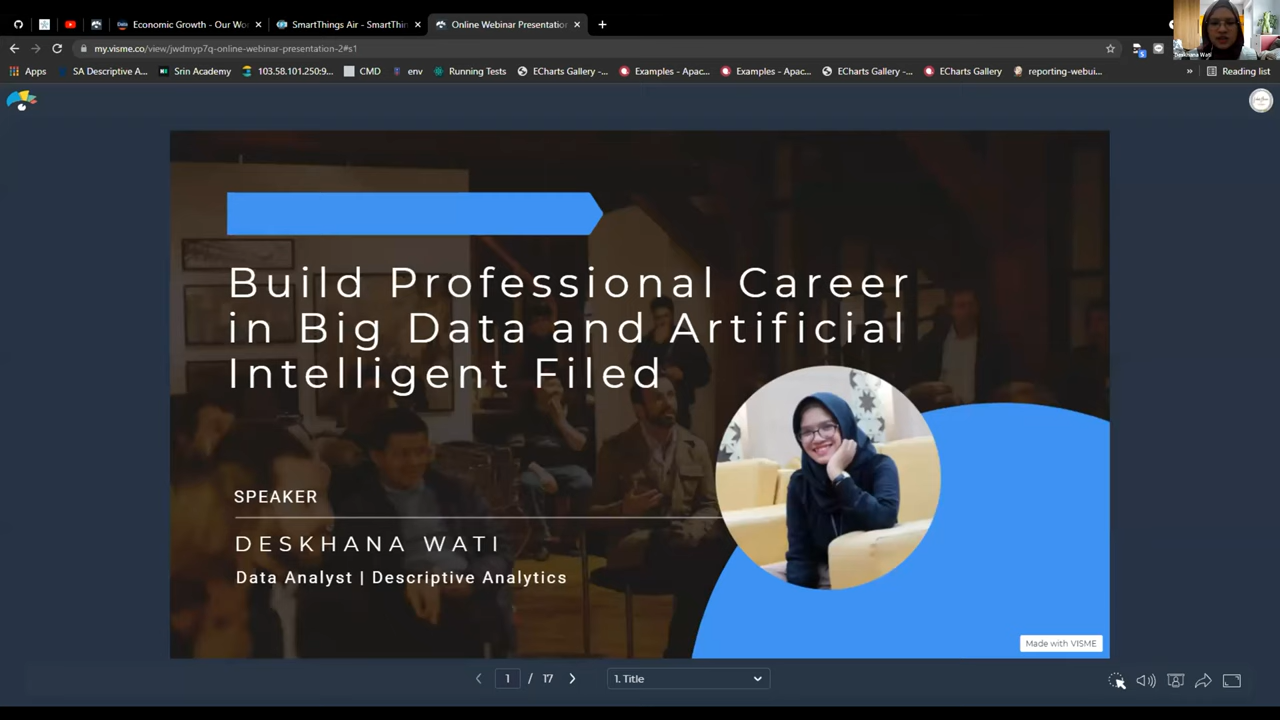 Economic Growth - Our Wo
SmartThings Air - SmartThin
Online Webinar Presentation
my.visme.co/view/jwdmyp7q-online-webinar-presentation-2#s1
Apps
SA Descriptive A...
Srin Academy
103.58.101.250:9...
CMD
env
Running Tests
ECharts Gallery -...
Examples - Apac...
Examples - Apac...
ECharts Gallery -...
ECharts Gallery
reporting-webui...
»
Reading list
Deskhana Wati
Build Professional Career
in Big Data and Artificial
Intelligent Filed
SPEAKER
DESKHANA WATI
Data Analyst | Descriptive Analytics
Made with VISME
1 / 17
1. Title